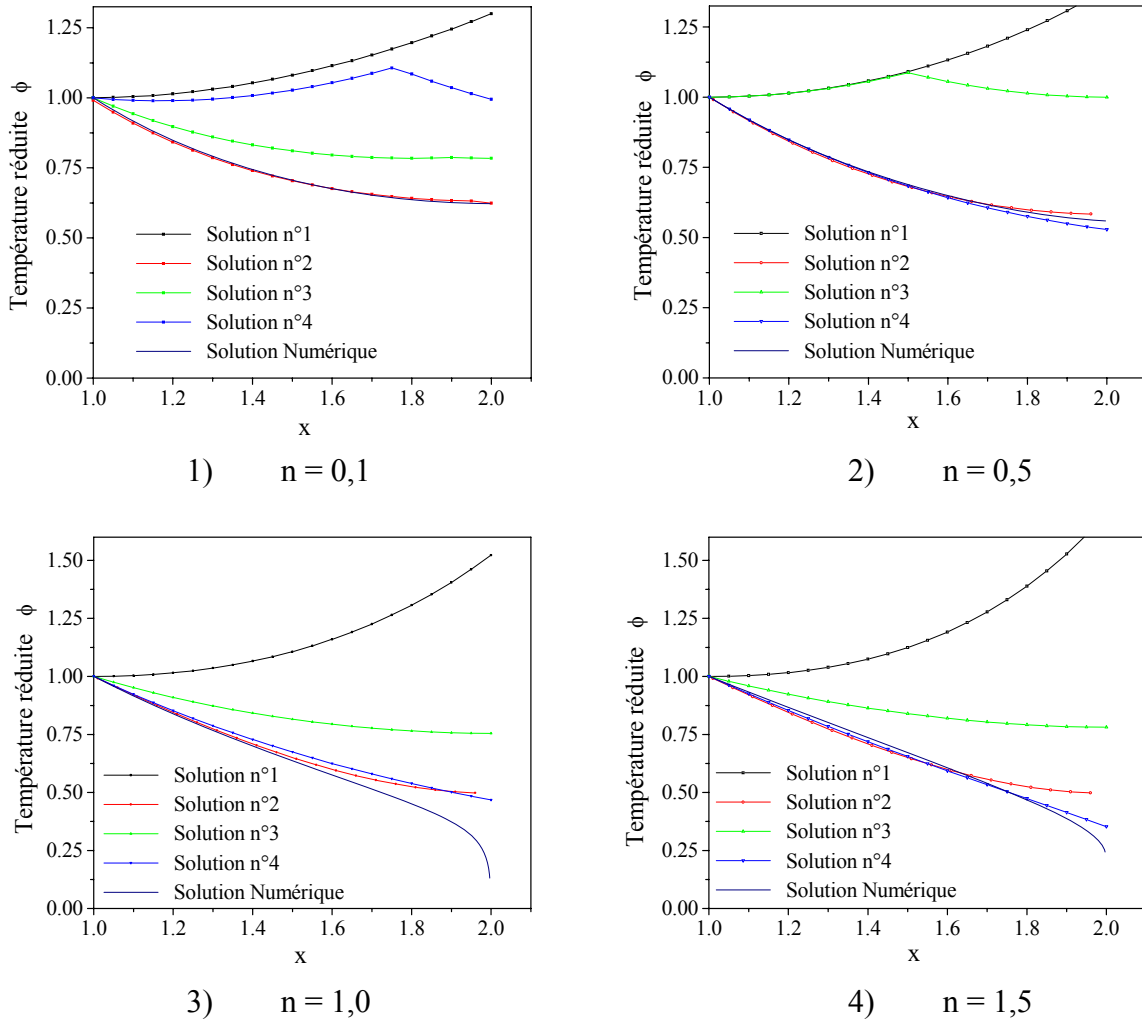 Température réduite ϕ
1.25
1.00
0.75
0.50
0.25
0.00
Solution n°1
Solution n°2
Solution n°3
Solution n°4
Solution Numérique
1.0 1.2 1.4 1.6 1.8 2.0
x
1) n = 0,1
Température réduite ϕ
1.25
1.00
0.75
0.50
0.25
0.00
Solution n°1
Solution n°2
Solution n°3
Solution n°4
Solution Numérique
1.0 1.2 1.4 1.6 1.8 2.0
x
2) n = 0,5
Température réduite ϕ
1.50
1.25
1.00
0.75
0.50
0.25
0.00
Solution n°1
Solution n°2
Solution n°3
Solution n°4
Solution Numérique
1.0 1.2 1.4 1.6 1.8 2.0
x
3) n = 1,0
Température réduite ϕ
1.50
1.25
1.00
0.75
0.50
0.25
0.00
Solution n°1
Solution n°2
Solution n°3
Solution n°4
Solution Numérique
1.0 1.2 1.4 1.6 1.8 2.0
x
4) n = 1,5